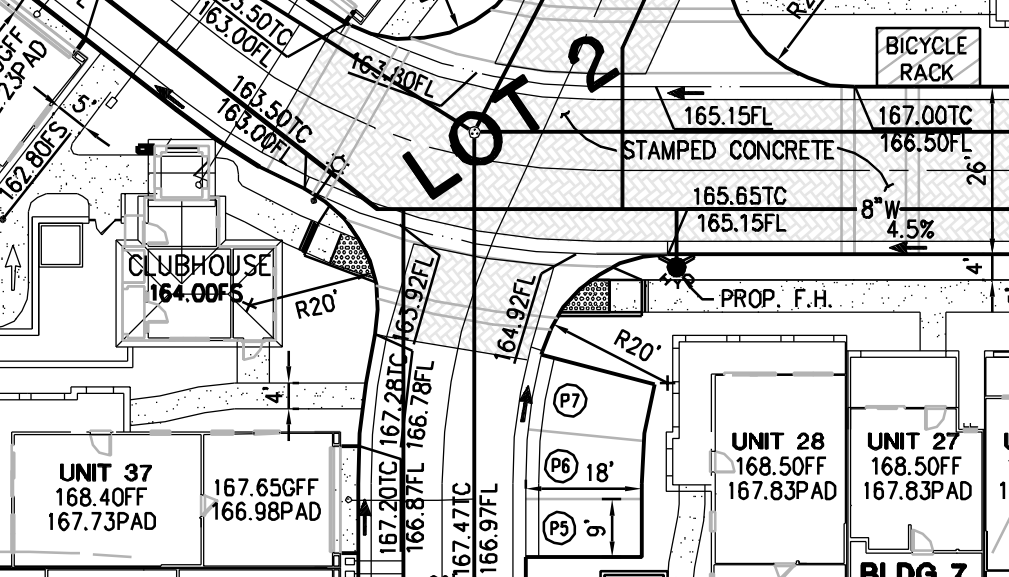 163.00FL
163.80FL
2
BICYCLE
RACK
5'
162.80FS
163.50TC
163.00FL
LOT
165.15FL
167.00TC
166.50FL
STAMPED CONCRETE
26'
165.65TC
165.15FL
8"W
4.5%
4'
CLUBHOUSE
164.00FS
R20'
163.92FL
164.92FL
PROP. F.H.
R20'
4'
167.28TC
166.78FL
P7
P6
18'
P5
9'
UNIT 37
168.40FF
167.73PAD
167.65GFF
166.98PAD
167.20TC
166.87FL
167.47TC
166.97FL
UNIT 28
168.50FF
167.83PAD
UNIT 27
168.50FF
167.83PAD
BLDG 7